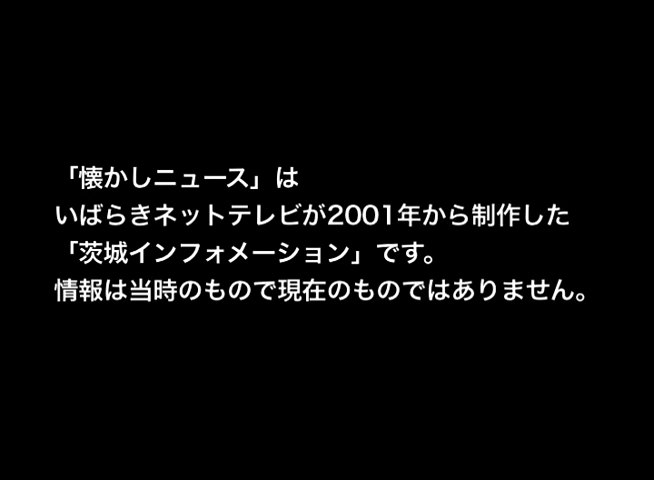 「懐かしニュース」は
いばらきネットテレビが2001年から制作した
「茨城インフォメーション」です。
情報は当時のもので現在のものではありません。